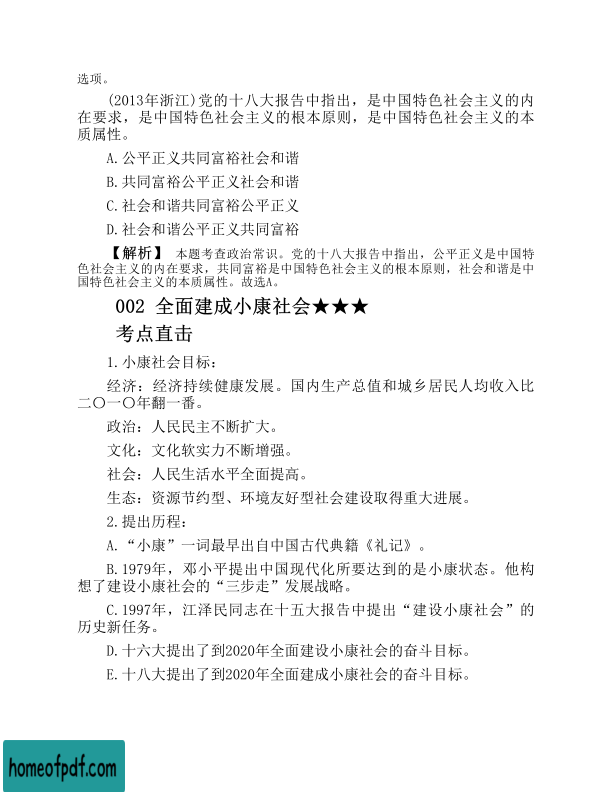 选项。
(2013年浙江)党的十八大报告中指出，是中国特色社会主义的内
在要求，是中国特色社会主义的根本原则，是中国特色社会主义的本
质属性。
A.公平正义共同富裕社会和谐
B.共同富裕公平正义社会和谐
C.社会和谐共同富裕公平正义
D.社会和谐公平正义共同富裕
【解析】 本题考查政治常识。党的十八大报告中指出，公平正义是中国特
色社会主义的内在要求，共同富裕是中国特色社会主义的根本原则，社会和谐是中
国特色社会主义的本质属性。故选A。
002 全面建成小康社会★★★
考点直击
1.小康社会目标：
经济：经济持续健康发展。国内生产总值和城乡居民人均收入比
二〇一〇年翻一番。
政治：人民民主不断扩大。
文化：文化软实力不断增强。
社会：人民生活水平全面提高。
生态：资源节约型、环境友好型社会建设取得重大进展。
2.提出历程：
A.“小康”一词最早出自中国古代典籍《礼记》。
B.1979年，邓小平提出中国现代化所要达到的是小康状态。他构
想了建设小康社会的“三步走”发展战略。
C.1997年，江泽民同志在十五大报告中提出“建设小康社会”的
历史新任务。
D.十六大提出了到2020年全面建设小康社会的奋斗目标。
E.十八大提出了到2020年全面建成小康社会的奋斗目标。
homeofpdf.com